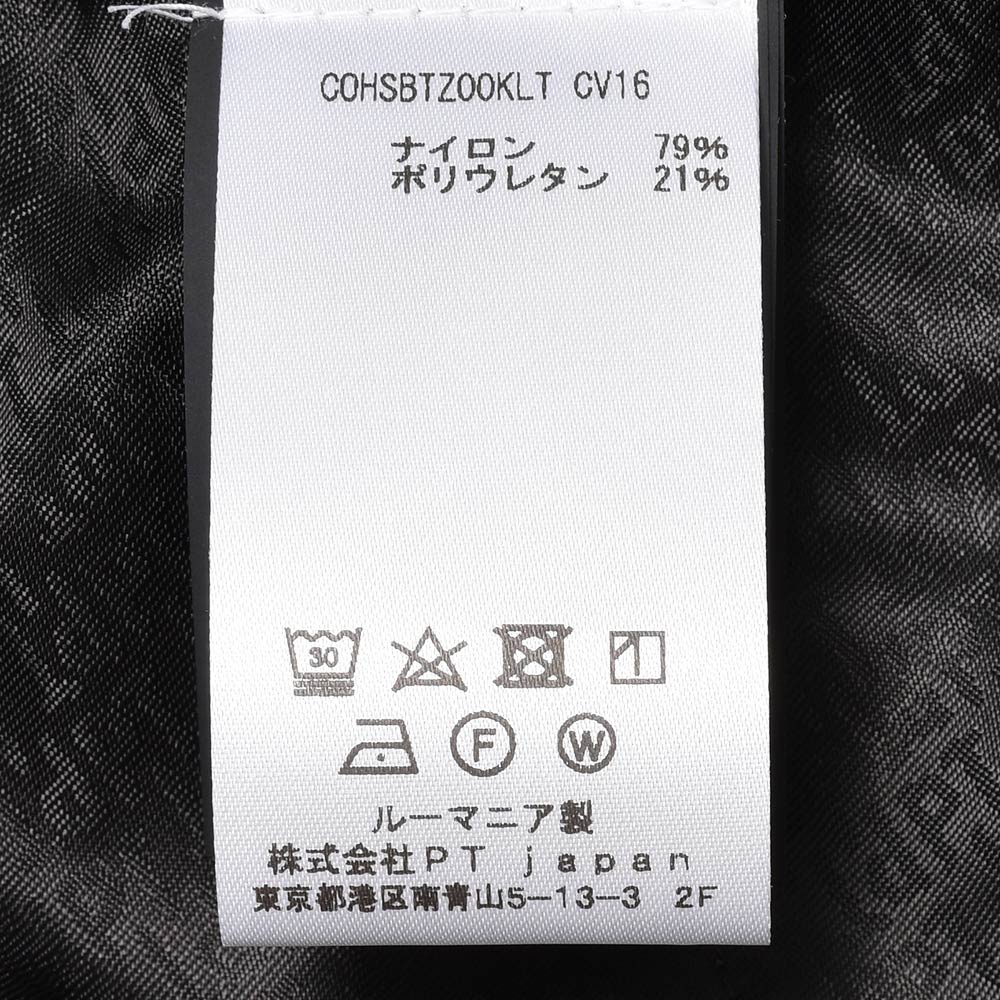 COHSBTZ00KLT CV16
ナイロン 79%
ポリウレタン 21%
30
F W
ルーマニア製
株式会社PT japan
東京都港区南青山5-13-3 2F